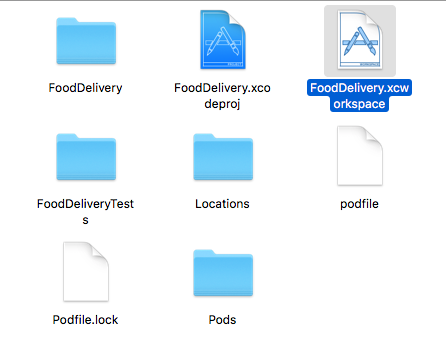 FoodDelivery
FoodDelivery.xco
deproj
FoodDelivery.xcw
orkspace
FoodDeliveryTest
s
Locations
podfile
Podfile.lock
Pods